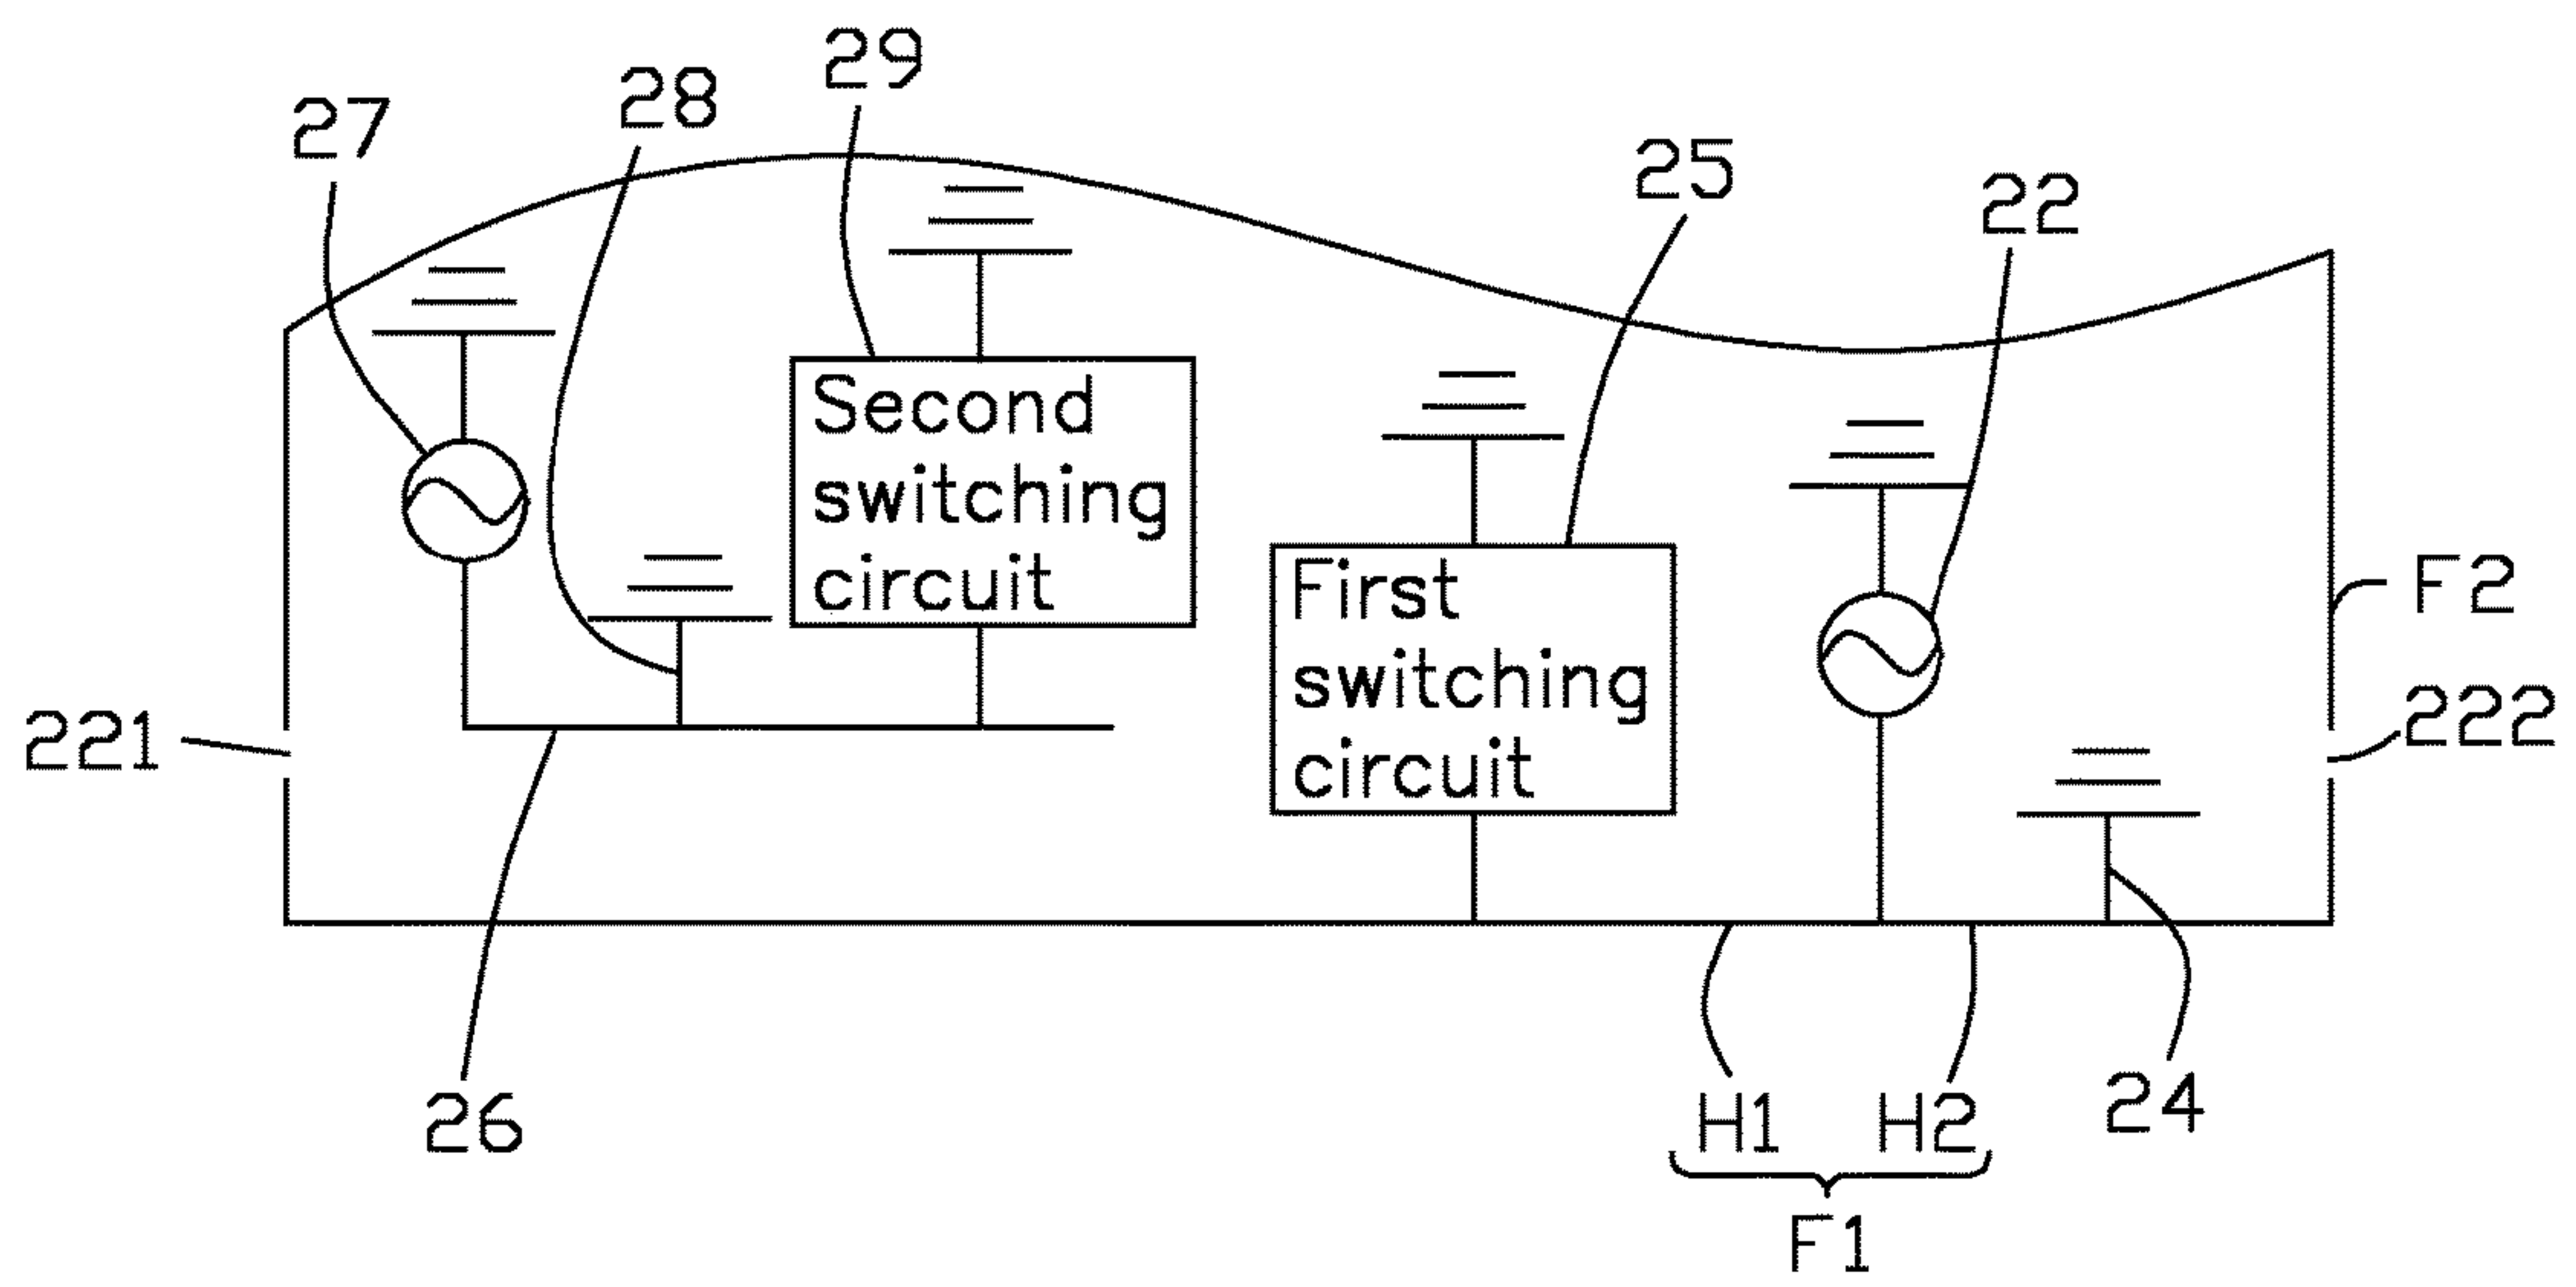 29
28
27
25
22
Second
switching
circuit
First
switching
circuit
F2
221
222
26
H1
H2
24
F1